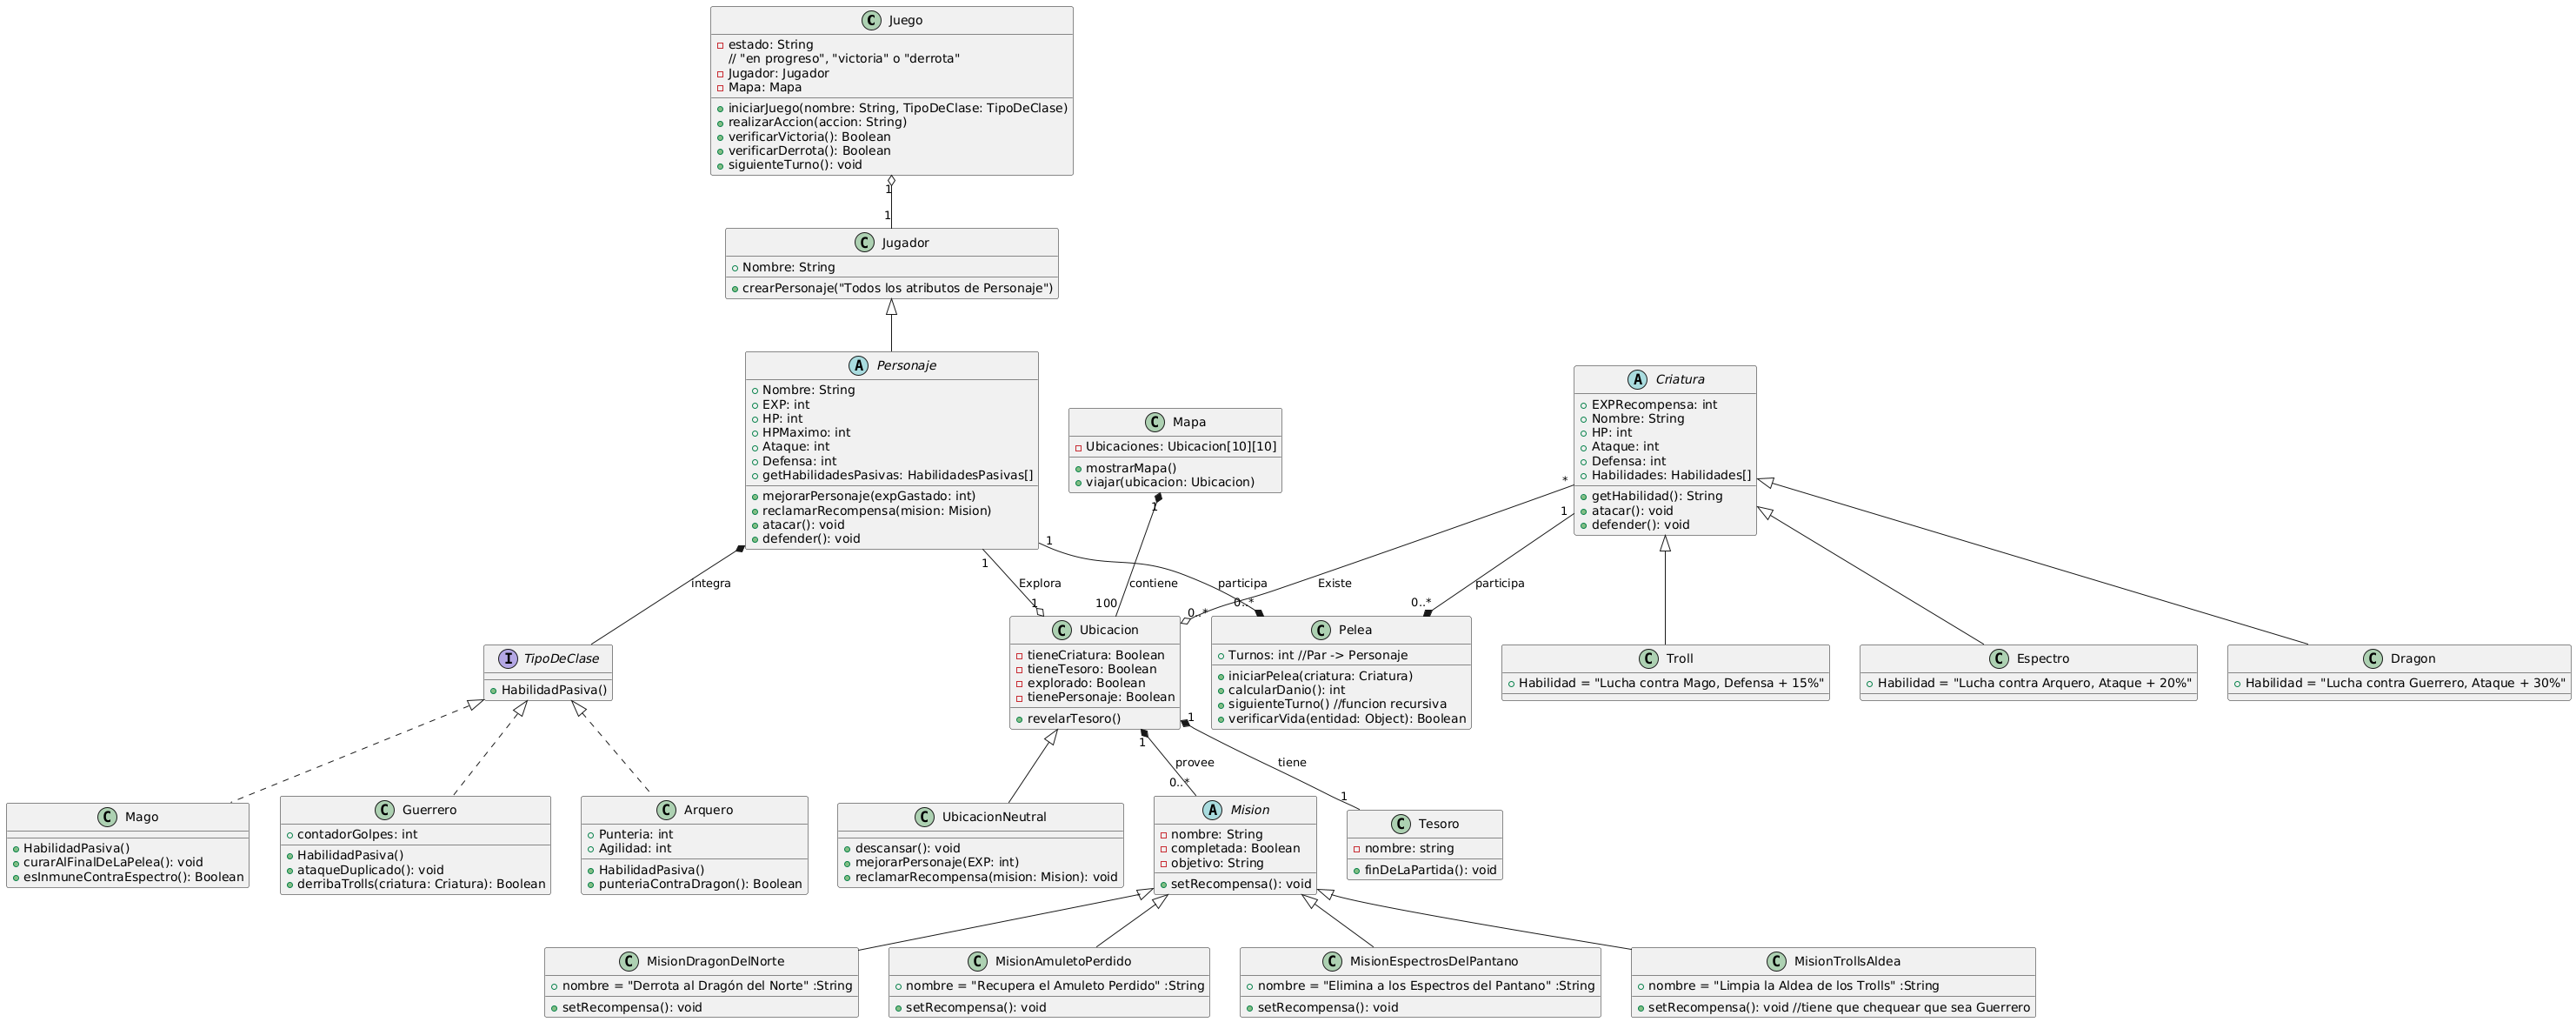 C Juego
estado: String
// "en progreso", "victoria" o "derrota"
Jugador: Jugador
Mapa: Mapa
iniciarJuego(nombre: String, TipoDeClase: TipoDeClase)
realizarAccion(accion: String)
verificarVictoria(): Boolean
verificarDerrota(): Boolean
siguienteTurno(): void
1
1
C Jugador
Nombre: String
crearPersonaje("Todos los atributos de Personaje")
A Personaje
Nombre: String
EXP: int
HP: int
HPMaximo: int
Ataque: int
Defensa: int
getHabilidadesPasivas: HabilidadesPasivas[]
mejorarPersonaje(expGastado: int)
reclamarRecompensa(mision: Mision)
atacar(): void
defender(): void
C Mapa
Ubicaciones: Ubicacion[10][10]
mostrarMapa()
viajar(ubicacion: Ubicacion)
A Criatura
EXPRecompensa: int
Nombre: String
HP: int
Ataque: int
Defensa: int
Habilidades: Habilidades[]
getHabilidad(): String
atacar(): void
defender(): void
*
1
1
1
1
integra
Explora
contiene
participa
Existe
participa
1
100
0..*
0..*
0..*
I TipoDeClase
HabilidadPasiva()
C Ubicacion
tieneCriatura: Boolean
tieneTesoro: Boolean
explorado: Boolean
tienePersonaje: Boolean
revelarTesoro()
C Pelea
Turnos: int //Par -> Personaje
iniciarPelea(criatura: Criatura)
calcularDanio(): int
siguienteTurno() //funcion recursiva
verificarVida(entidad: Object): Boolean
C Troll
Habilidad = "Lucha contra Mago, Defensa + 15%"
C Espectro
Habilidad = "Lucha contra Arquero, Ataque + 20%"
C Dragon
Habilidad = "Lucha contra Guerrero, Ataque + 30%"
1
1
provee
tiene
0..*
1
C Mago
HabilidadPasiva()
curarAlFinalDeLaPelea(): void
esInmuneContraEspectro(): Boolean
C Guerrero
contadorGolpes: int
HabilidadPasiva()
ataqueDuplicado(): void
derribaTrolls(criatura: Criatura): Boolean
C Arquero
Punteria: int
Agilidad: int
HabilidadPasiva()
punteriaContraDragon(): Boolean
C UbicacionNeutral
descansar(): void
mejorarPersonaje(EXP: int)
reclamarRecompensa(mision: Mision): void
A Mision
nombre: String
completada: Boolean
objetivo: String
setRecompensa(): void
C Tesoro
nombre: string
finDeLaPartida(): void
C MisionDragonDelNorte
nombre = "Derrota al Dragón del Norte" :String
setRecompensa(): void
C MisionAmuletoPerdido
nombre = "Recupera el Amuleto Perdido" :String
setRecompensa(): void
C MisionEspectrosDelPantano
nombre = "Elimina a los Espectros del Pantano" :String
setRecompensa(): void
C MisionTrollsAldea
nombre = "Limpia la Aldea de los Trolls" :String
setRecompensa(): void //tiene que chequear que sea Guerrero